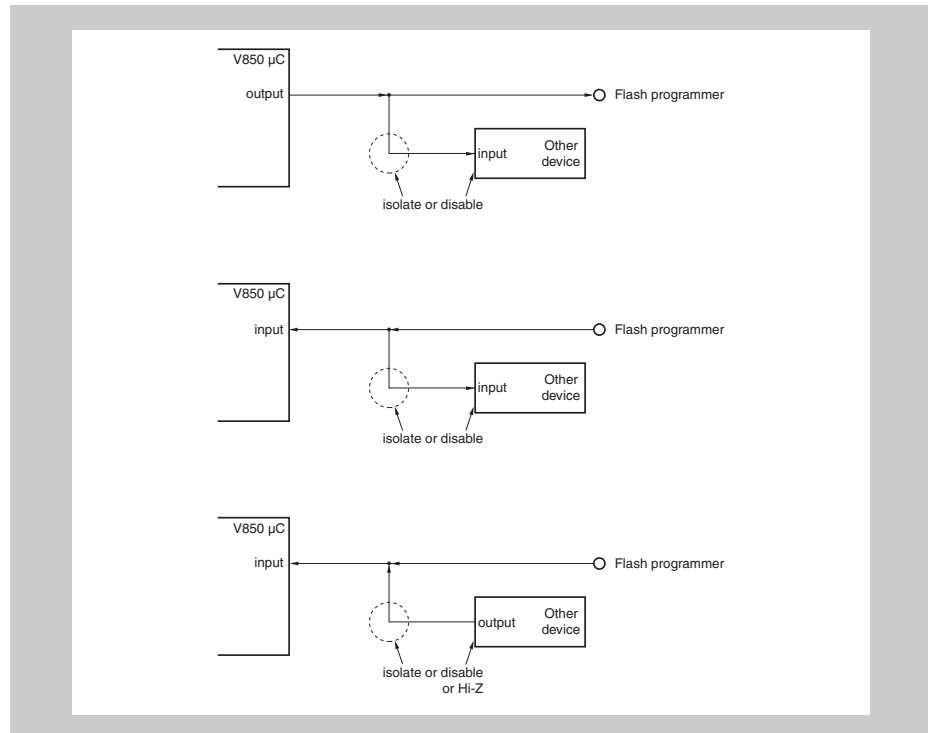 V850 µC
output
Flash programmer
input
Other
device
isolate or disable
V850 µC
input
Flash programmer
input
Other
device
isolate or disable
V850 µC
input
Flash programmer
output
Other
device
isolate or disable
or Hi-Z